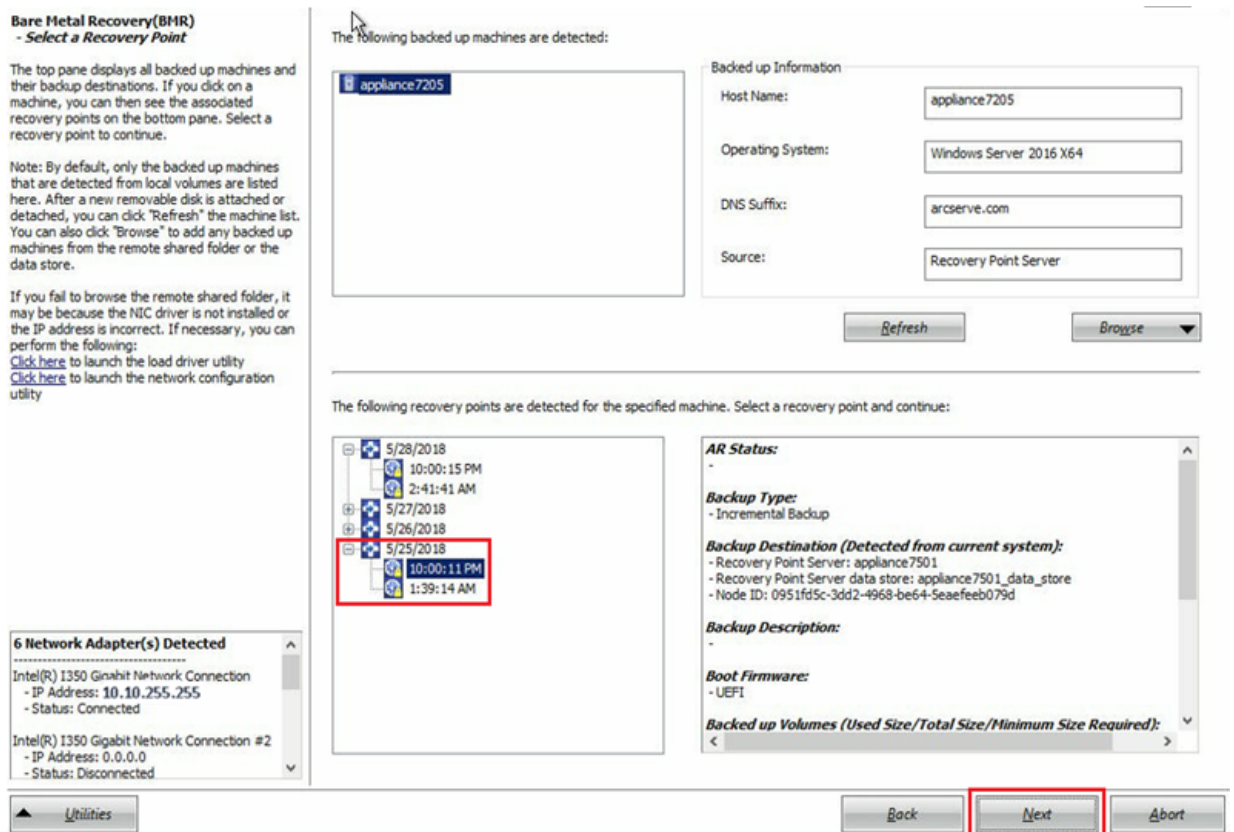 Bare Metal Recovery(BMR)
- Select a Recovery Point
The top pane displays all backed up machines and
their backup destinations. If you click on a
machine, you can then see the associated
recovery points on the bottom pane. Select a
recovery point to continue.
Note: By default, only the backed up machines
that are detected from local volumes are listed
here. After a new removable disk is attached or
detached, you can click "Refresh" the machine list.
You can also click "Browse" to add any backed up
machines from the remote shared folder or the
data store.
If you fail to browse the remote shared folder, it
may be because the NIC driver is not installed or
the IP address is incorrect. If necessary, you can
perform the following:
Click here to launch the load driver utility
Click here to launch the network configuration
utility
6 Network Adapter(s) Detected
----------------------------------
Intel(R) I350 Gigabit Network Connection
- IP Address: 10.10.255.255
- Status: Connected
Intel(R) I350 Gigabit Network Connection #2
- IP Address: 0.0.0.0
- Status: Disconnected
The following backed up machines are detected:
appliance7205
Backed up Information
Host Name: appliance7205
Operating System: Windows Server 2016 X64
DNS Suffix: arcserve.com
Source: Recovery Point Server
Refresh
Browse
The following recovery points are detected for the specified machine. Select a recovery point and continue:
5/28/2018
10:00:15 PM
2:41:41 AM
5/27/2018
5/26/2018
5/25/2018
10:00:11 PM
1:39:14 AM
AR Status:
-
Backup Type:
- Incremental Backup
Backup Destination (Detected from current system):
- Recovery Point Server: appliance7501
- Recovery Point Server data store: appliance7501_data_store
- Node ID: 0951fd5c-3dd2-4968-be64-5eaefeeb079d
Backup Description:
-
Boot Firmware:
- UEFI
Backed up Volumes (Used Size/Total Size/Minimum Size Required):
Utilities
Back
Next
Abort